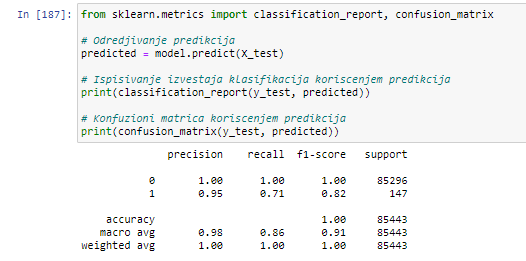 In [187]: from sklearn.metrics import classification_report, confusion_matrix
# Odredjivanje predikcija
predicted = model.predict(X_test)
# Ispisivanje izvestaja klasifikacija koriscenjem predikcija
print(classification_report(y_test, predicted))
# Konfuzioni matrica koriscenjem predikcija
print(confusion_matrix(y_test, predicted))
precision recall f1-score support
0 1.00 1.00 1.00 85296
1 0.95 0.71 0.82 147
accuracy 1.00 85443
macro avg 0.98 0.86 0.91 85443
weighted avg 1.00 1.00 1.00 85443